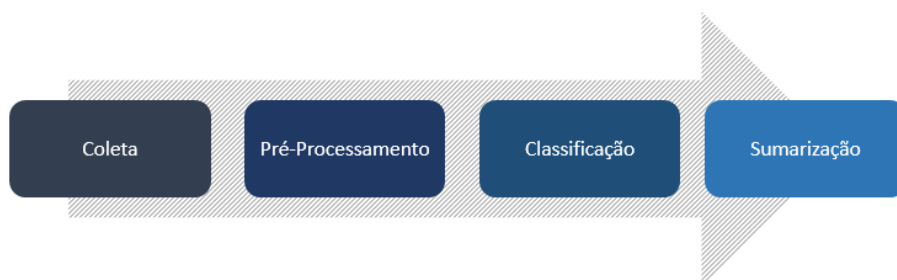 Coleta
Pré-Processamento
Classificação
Sumarização